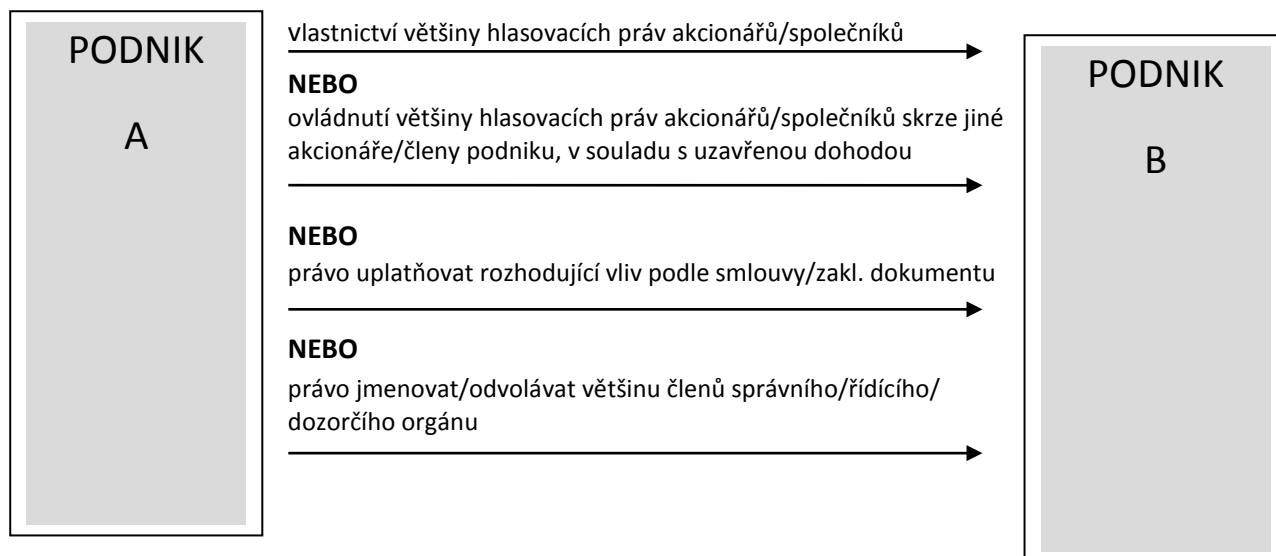 PODNIK
A
vlastnictví většiny hlasovacích práv akcionářů/společníků
NEBO
ovládnutí většiny hlasovacích práv akcionářů/společníků skrze jiné
akcionáře/členy podniku, v souladu s uzavřenou dohodou
NEBO
právo uplatňovat rozhodující vliv podle smlouvy/zakl. dokumentu
NEBO
právo jmenovat/odvolávat většinu členů správního/řídícího/
dozorčího orgánu
PODNIK
B